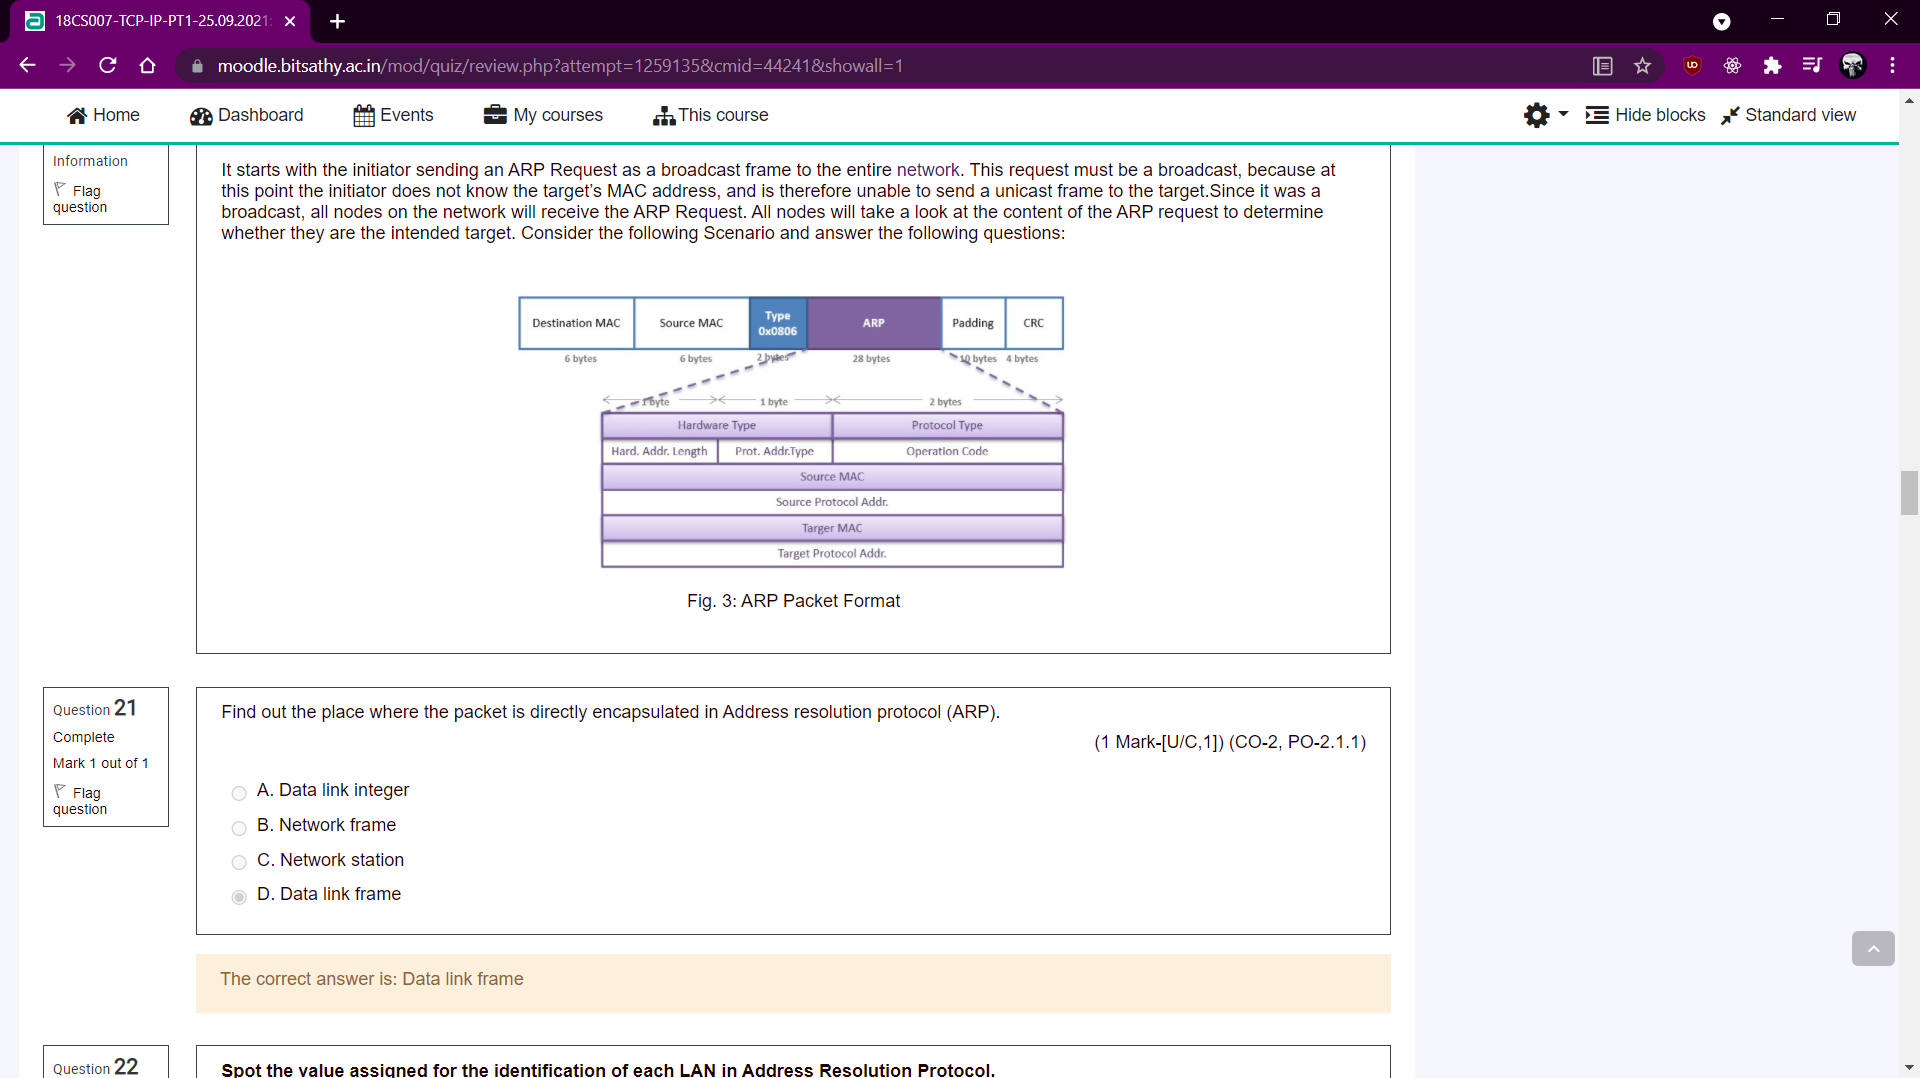 18CS007-TCP-IP-PT1-25.09.2021
moodle.bitsathy.ac.in/mod/quiz/review.php?attempt=1259135&cmid=44241&showall=1
Home Dashboard Events My courses This course Hide blocks Standard view
Information
Flag
question
It starts with the initiator sending an ARP Request as a broadcast frame to the entire network. This request must be a broadcast, because at
this point the initiator does not know the target’s MAC address, and is therefore unable to send a unicast frame to the target.Since it was a
broadcast, all nodes on the network will receive the ARP Request. All nodes will take a look at the content of the ARP request to determine
whether they are the intended target. Consider the following Scenario and answer the following questions:
Destination MAC Source MAC Type 0x0806 ARP Padding CRC
6 bytes 6 bytes 2 bytes 28 bytes 10 bytes 4 bytes
1 byte 1 byte 2 bytes
Hardware Type Protocol Type
Hard. Addr. Length Prot. Addr.Type Operation Code
Source MAC
Source Protocol Addr.
Targer MAC
Target Protocol Addr.
Fig. 3: ARP Packet Format
Question 21
Complete
Mark 1 out of 1
Flag
question
Find out the place where the packet is directly encapsulated in Address resolution protocol (ARP).
(1 Mark-[U/C,1]) (CO-2, PO-2.1.1)
A. Data link integer
B. Network frame
C. Network station
D. Data link frame
The correct answer is: Data link frame
Question 22
Spot the value assigned for the identification of each LAN in Address Resolution Protocol.